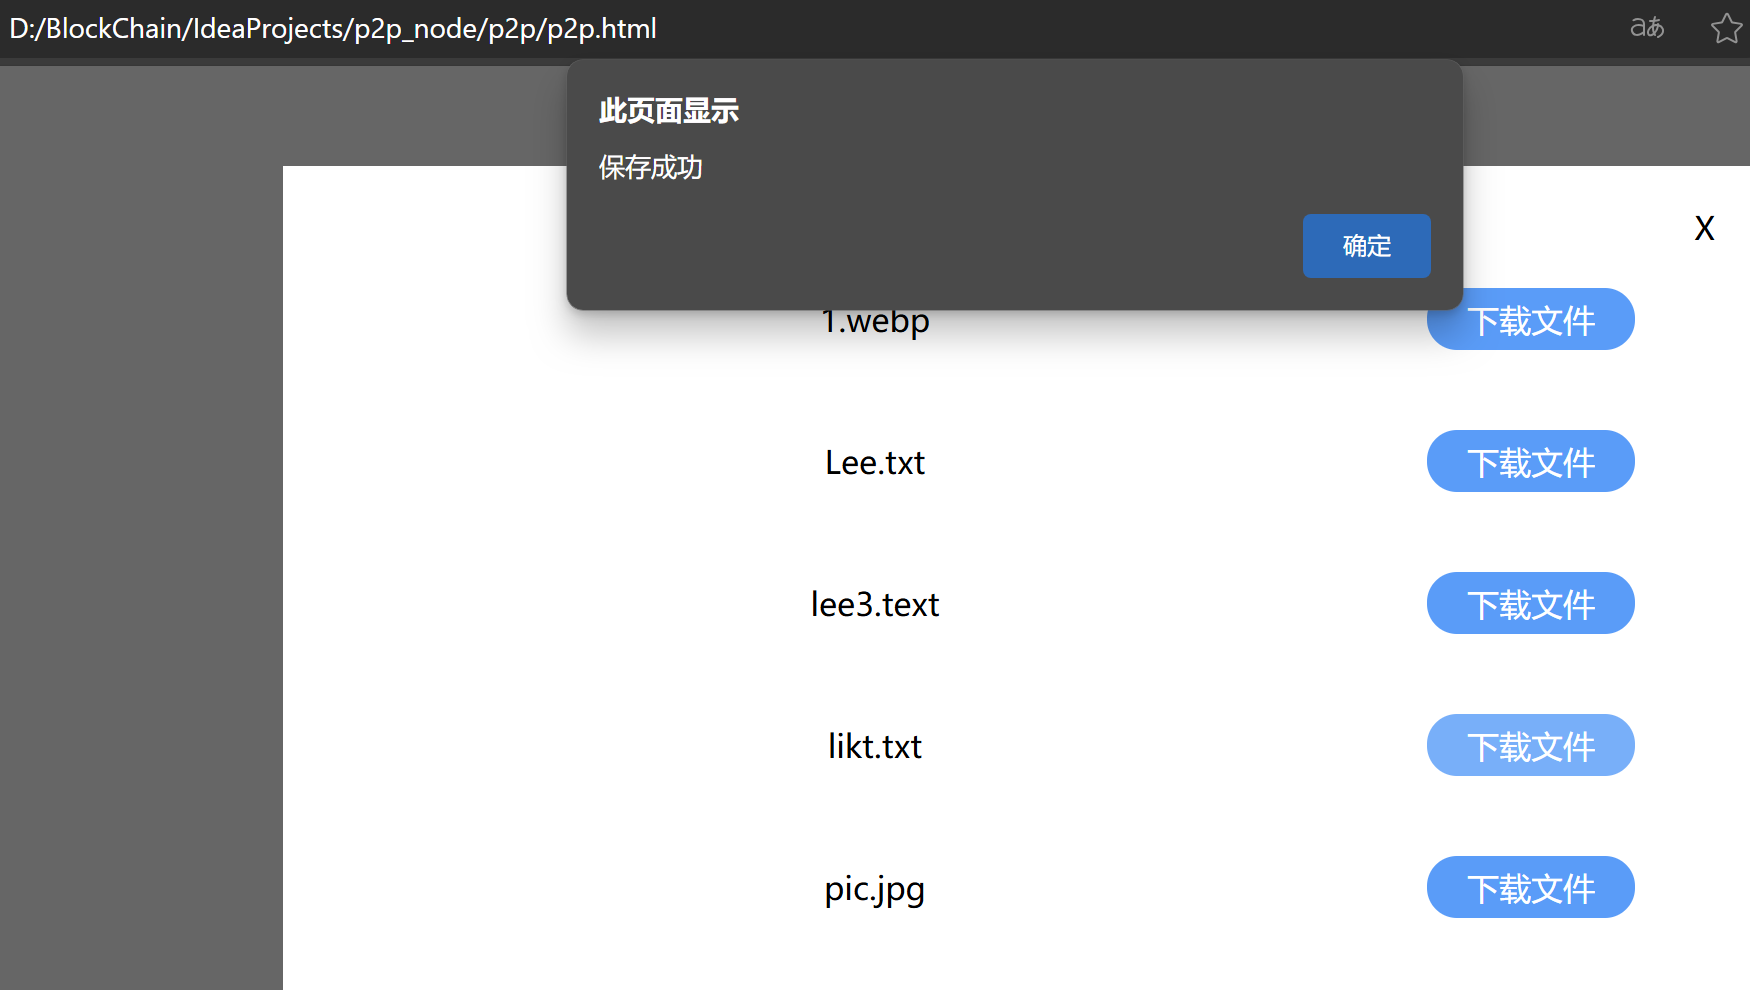 D:/BlockChain/IdeaProjects/p2p_node/p2p/p2p.html
aあ
此页面显示
保存成功
确定
X
1.webp
下载文件
Lee.txt
下载文件
lee3.text
下载文件
likt.txt
下载文件
pic.jpg
下载文件